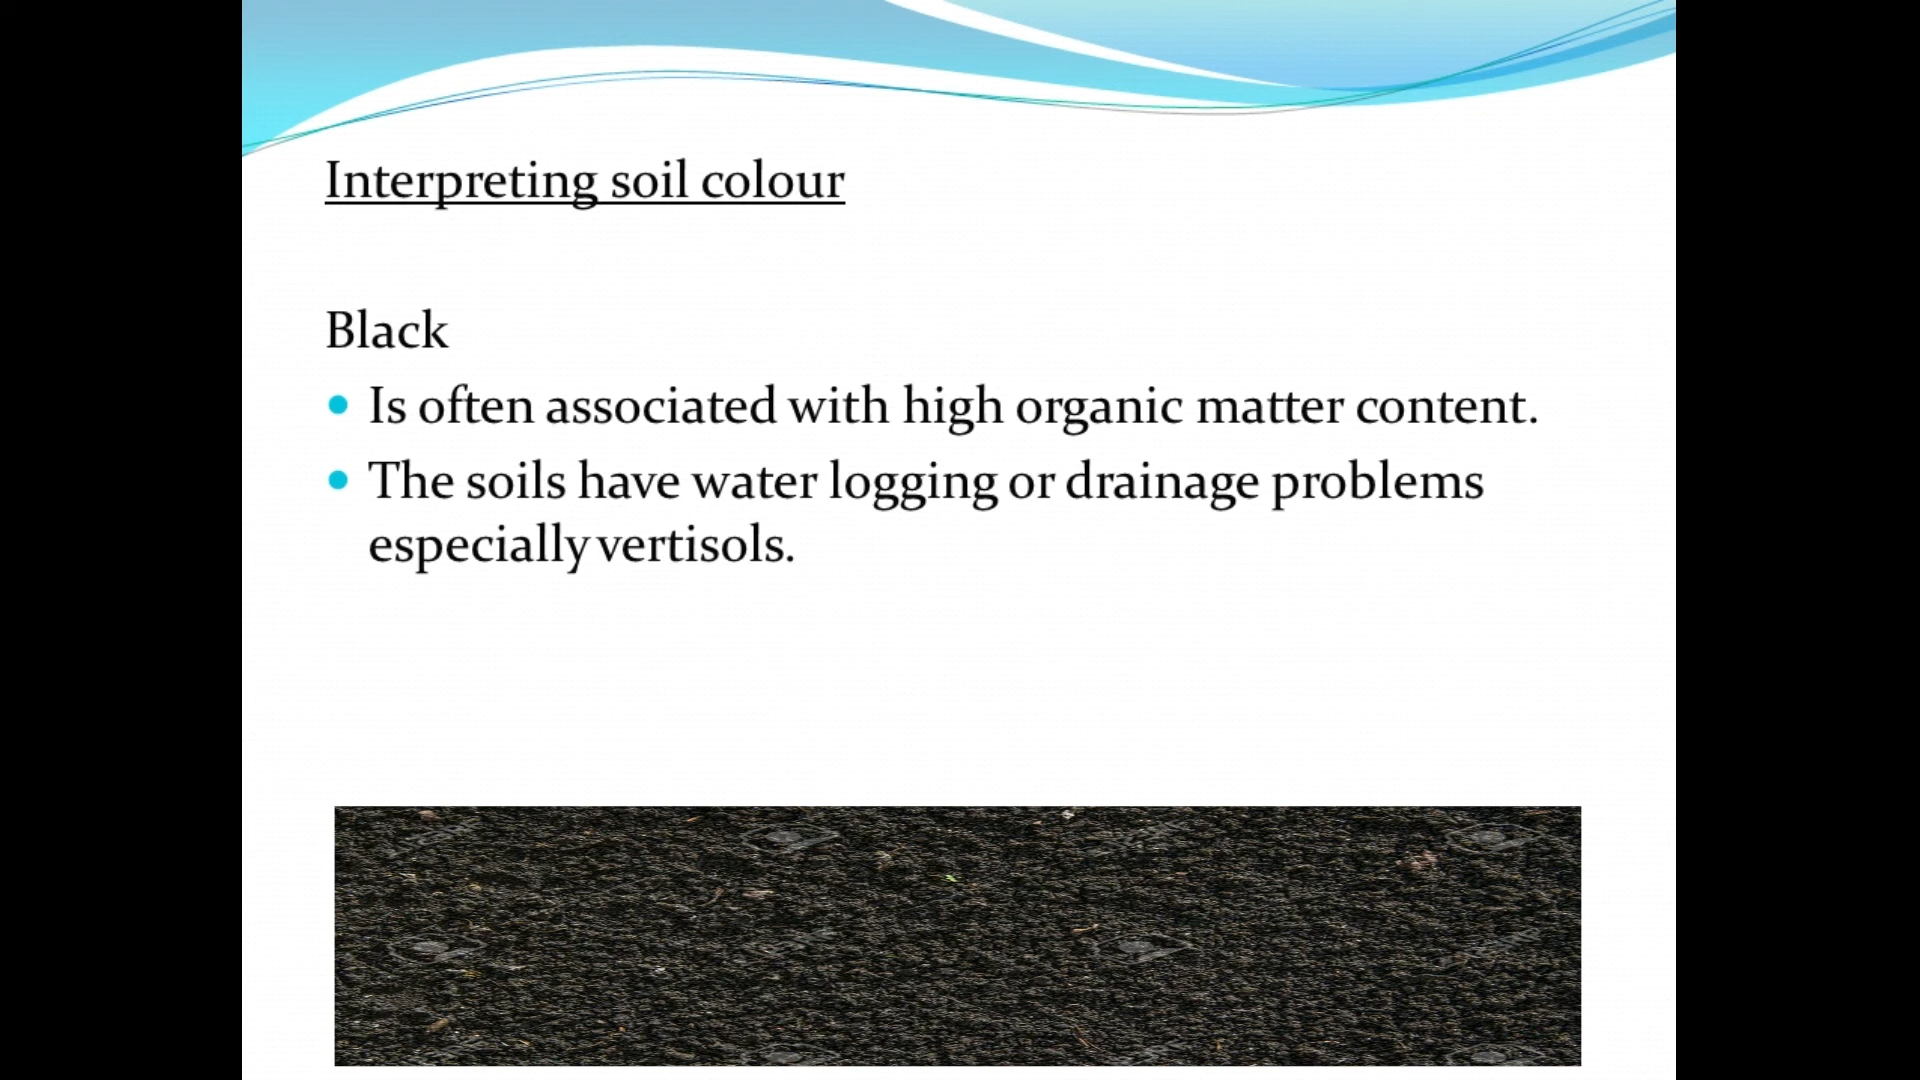 Interpreting soil colour
Black
• Is often associated with high organic matter content.
• The soils have water logging or drainage problems
especially vertisols.